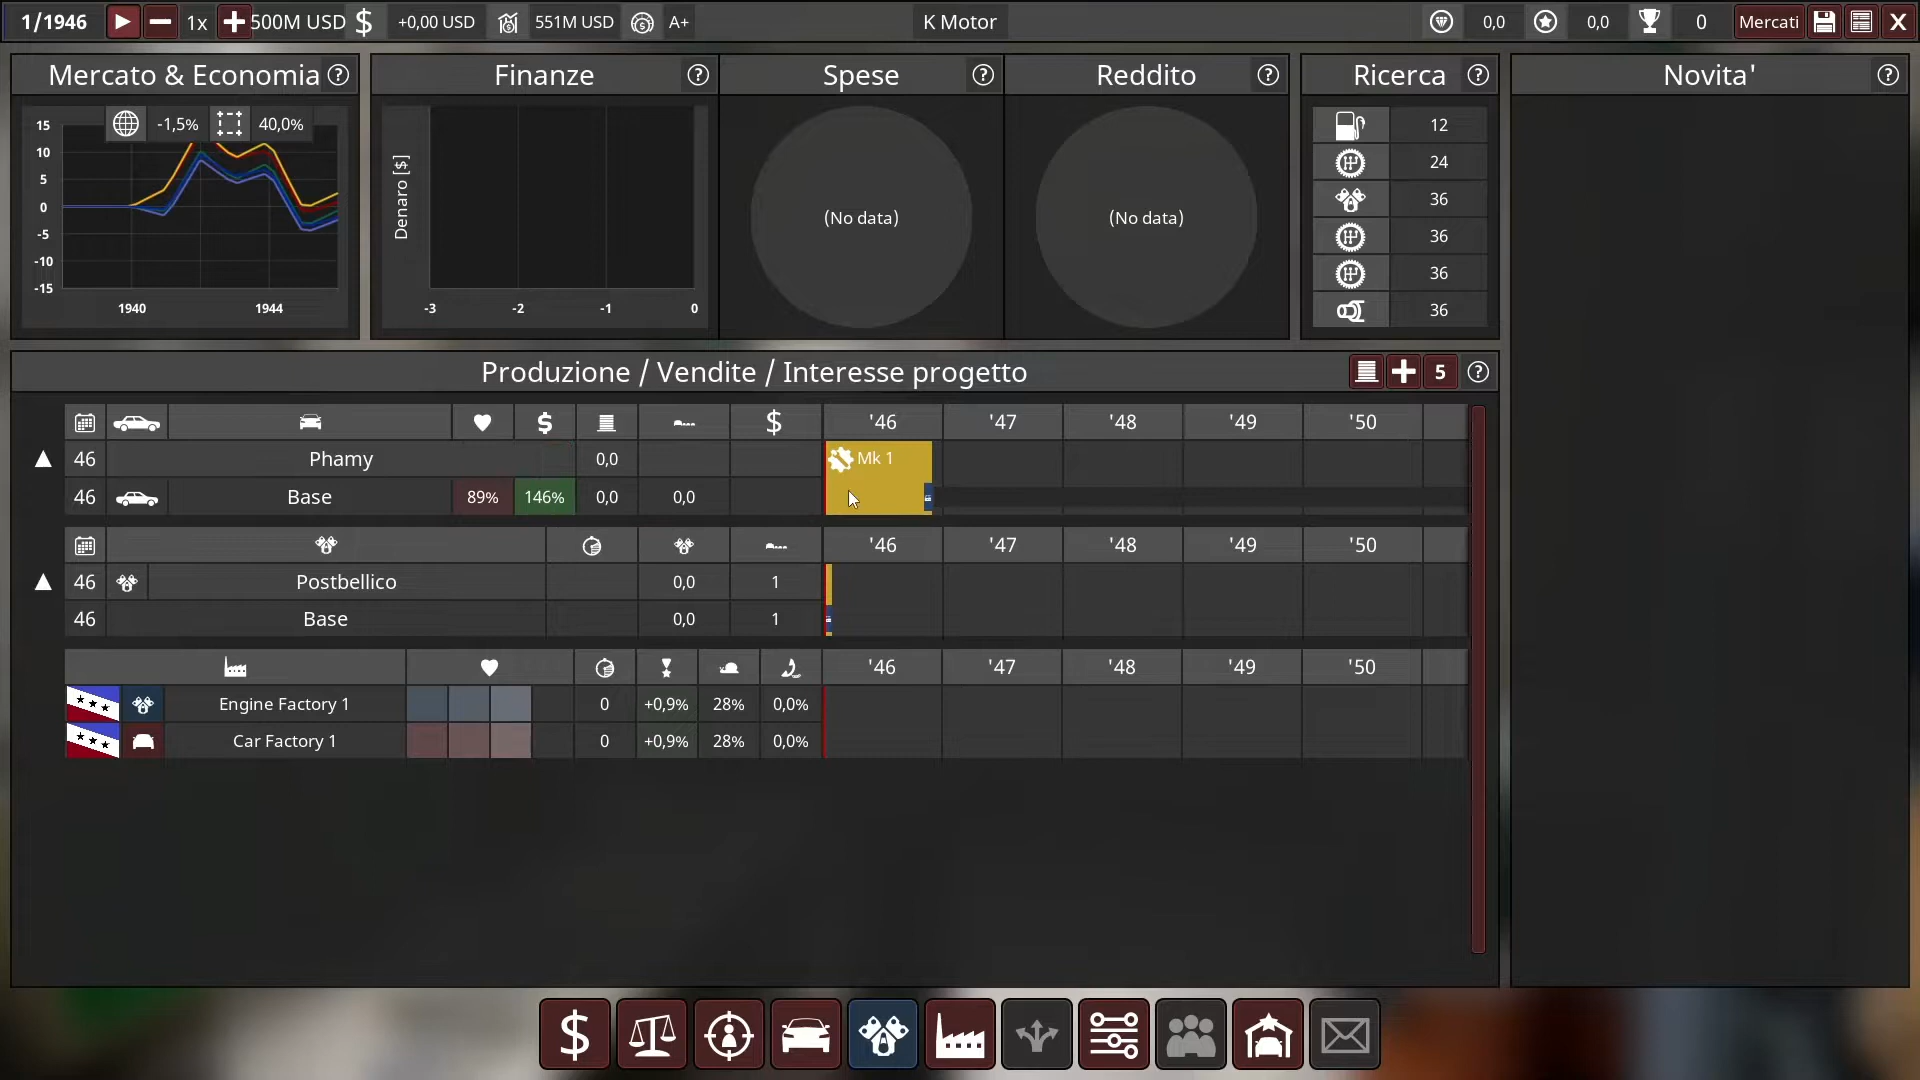 1/1946 1x 500M USD +0,00 USD 551M USD A+ K Motor 0,0 0,0 0 Mercati X
Mercato & Economia ? Finanze ? Spese ? Reddito ? Ricerca ? Novita' ?
-1,5% 40,0%
15
10
5
0
-5
-10
-15
1940 1944
Denaro [$]
-3 -2 -1 0
(No data)
(No data)
12
24
36
36
36
36
Produzione / Vendite / Interesse progetto 5 ?
$ $ '46 '47 '48 '49 '50
46 Phamy 0,0 Mk 1
46 Base 89% 146% 0,0 0,0
'46 '47 '48 '49 '50
46 Postbellico 0,0 1
46 Base 0,0 1
'46 '47 '48 '49 '50
Engine Factory 1 0 +0,9% 28% 0,0%
Car Factory 1 0 +0,9% 28% 0,0%
$